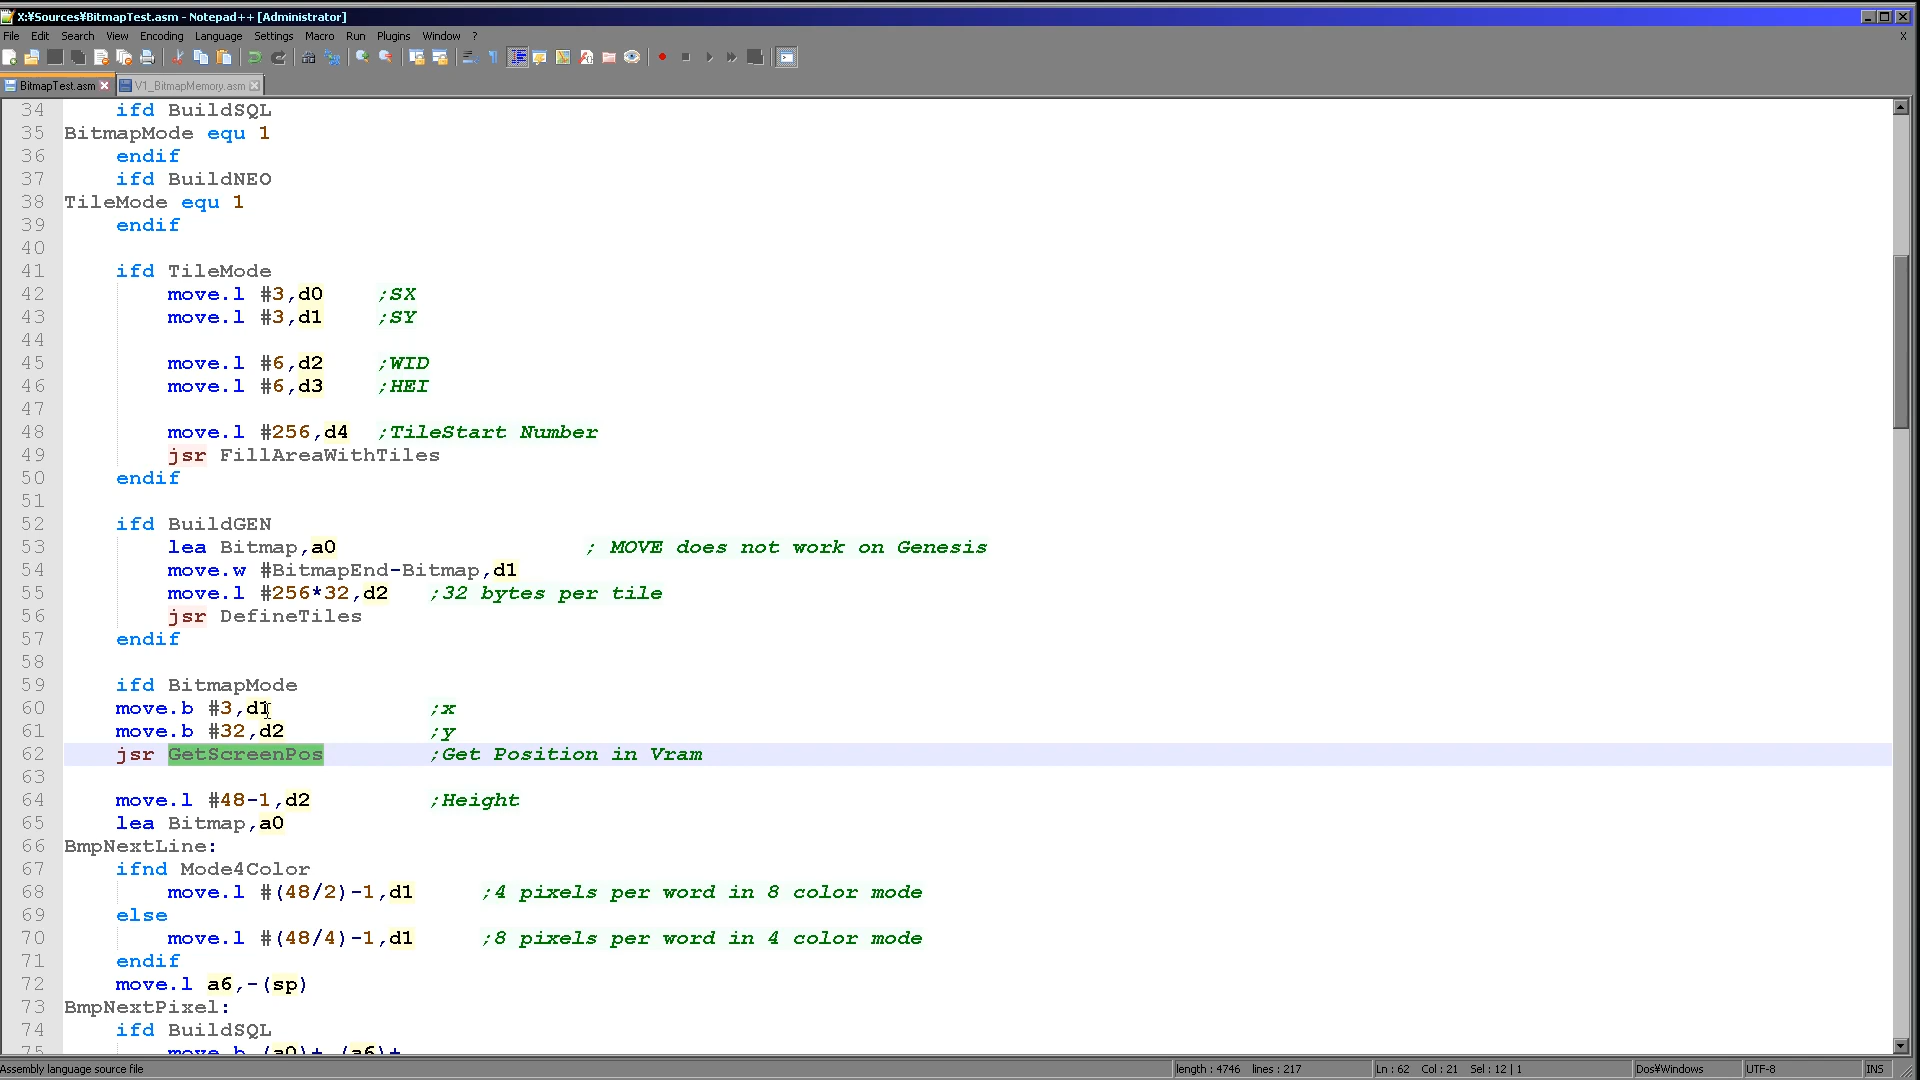 X:¥Sources¥BitmapTest.asm - Notepad++ [Administrator]
File Edit Search View Encoding Language Settings Macro Run Plugins Window ? X
BitmapTest.asm V1_BitmapMemory.asm
34 ifd BuildSQL
35 BitmapMode equ 1
36 endif
37 ifd BuildNEO
38 TileMode equ 1
39 endif
40
41 ifd TileMode
42 move.l #3,d0 ;SX
43 move.l #3,d1 ;SY
44
45 move.l #6,d2 ;WID
46 move.l #6,d3 ;HEI
47
48 move.l #256,d4 ;TileStart Number
49 jsr FillAreaWithTiles
50 endif
51
52 ifd BuildGEN
53 lea Bitmap,a0 ; MOVE does not work on Genesis
54 move.w #BitmapEnd-Bitmap,d1
55 move.l #256*32,d2 ;32 bytes per tile
56 jsr DefineTiles
57 endif
58
59 ifd BitmapMode
60 move.b #3,d1 ;x
61 move.b #32,d2 ;y
62 jsr GetScreenPos ;Get Position in Vram
63
64 move.l #48-1,d2 ;Height
65 lea Bitmap,a0
66 BmpNextLine:
67 ifnd Mode4Color
68 move.l #(48/2)-1,d1 ;4 pixels per word in 8 color mode
69 else
70 move.l #(48/4)-1,d1 ;8 pixels per word in 4 color mode
71 endif
72 move.l a6,-(sp)
73 BmpNextPixel:
74 ifd BuildSQL
75 move.b (a0)+,(a6)+
Assembly language source file length : 4746 lines : 217 Ln : 62 Col : 21 Sel : 12 | 1 Dos¥Windows UTF-8 INS